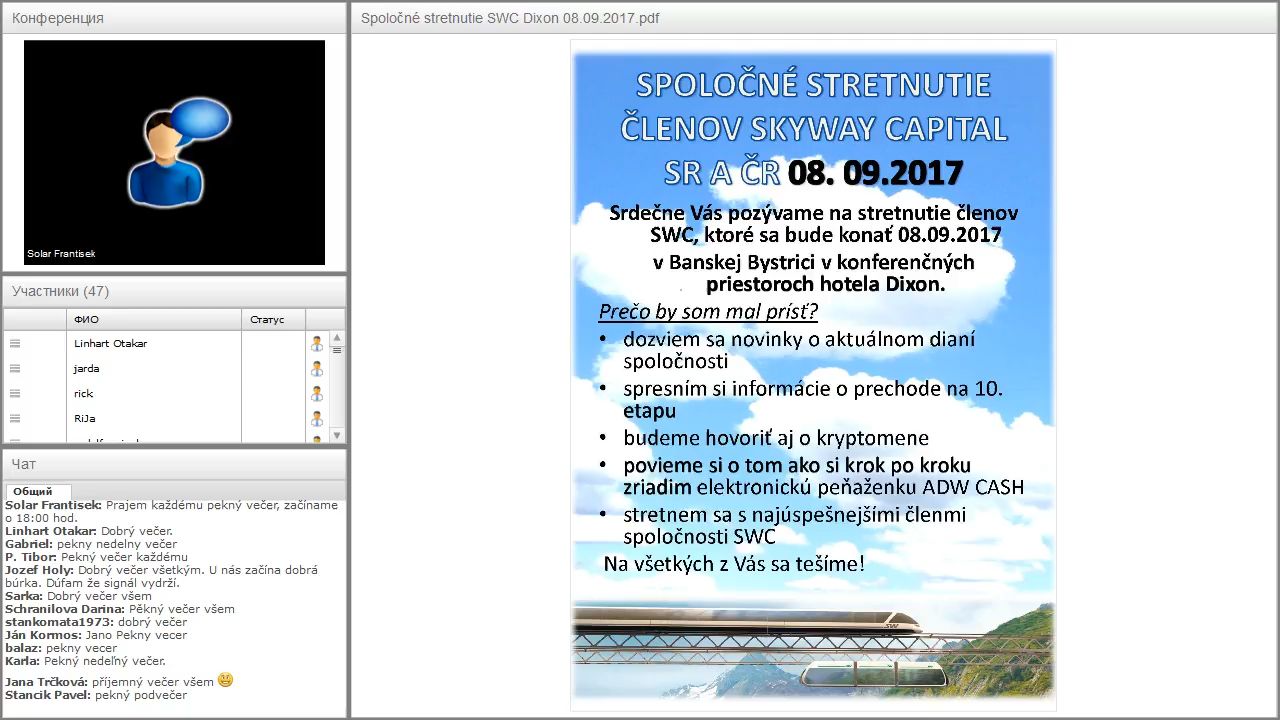 Конференция
Solar Frantisek
Участники (47)
ФИО
Статус
Linhart Otakar
jarda
rick
RiJa
Чат
Общий
Solar Frantisek: Prajem každému pekný večer, začíname
o 18:00 hod.
Linhart Otakar: Dobrý večer.
Gabriel: pekny nedelny večer
P. Tibor: Pekný večer každému
Jozef Holy: Dobrý večer všetkým. U nás začína dobrá
búrka. Dúfam že signál vydrží.
Sarka: Dobrý večer všem
Schranilova Darina: Pěkný večer všem
stankomata1973: dobrý večer
Ján Kormos: Jano Pekny vecer
balaz: pekny vecer
Karla: Pekný nedeľný večer.
Jana Trčková: příjemný večer všem
Stancik Pavel: pekný podvečer
Spoločné stretnutie SWC Dixon 08.09.2017.pdf
SPOLOČNÉ STRETNUTIE
ČLENOV SKYWAY CAPITAL
SR A ČR 08. 09.2017
Srdečne Vás pozývame na stretnutie členov
SWC, ktoré sa bude konať 08.09.2017
v Banskej Bystrici v konferenčných
priestoroch hotela Dixon.
Prečo by som mal prísť?
• dozviem sa novinky o aktuálnom dianí
spoločnosti
• spresním si informácie o prechode na 10.
etapu
• budeme hovoriť aj o kryptomene
• povieme si o tom ako si krok po kroku
zriadim elektronickú peňaženku ADW CASH
• stretnem sa s najúspešnejšími členmi
spoločnosti SWC
Na všetkých z Vás sa tešíme!
SW